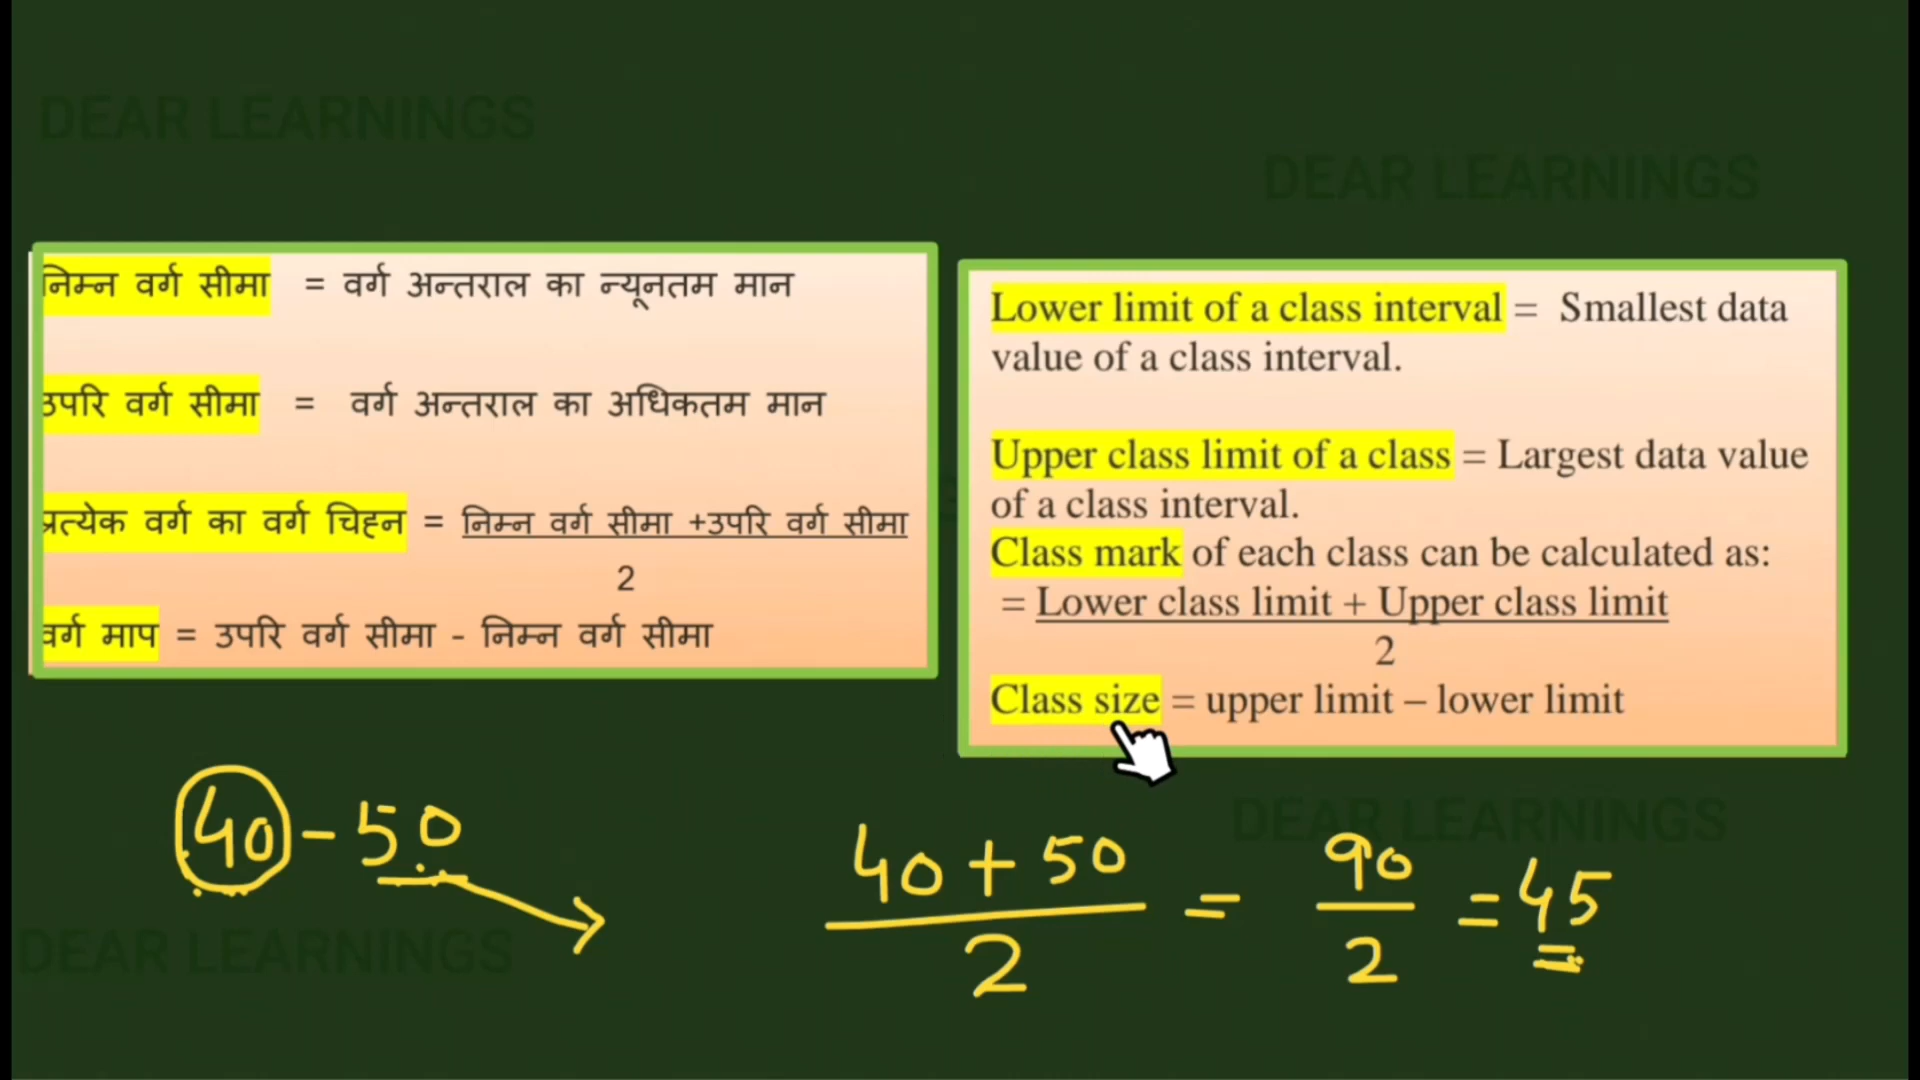 DEAR LEARNINGS
DEAR LEARNINGS
निम्न वर्ग सीमा = वर्ग अन्तराल का न्यूनतम मान
उपरि वर्ग सीमा = वर्ग अन्तराल का अधिकतम मान
प्रत्येक वर्ग का वर्ग चिह्न = निम्न वर्ग सीमा +उपरि वर्ग सीमा
2
वर्ग माप = उपरि वर्ग सीमा - निम्न वर्ग सीमा
Lower limit of a class interval = Smallest data
value of a class interval.
Upper class limit of a class = Largest data value
of a class interval.
Class mark of each class can be calculated as:
= Lower class limit + Upper class limit
2
Class size = upper limit – lower limit
DEAR LEARNINGS
40 - 50
40 + 50 = 90 = 45
2 2
DEAR LEARNINGS